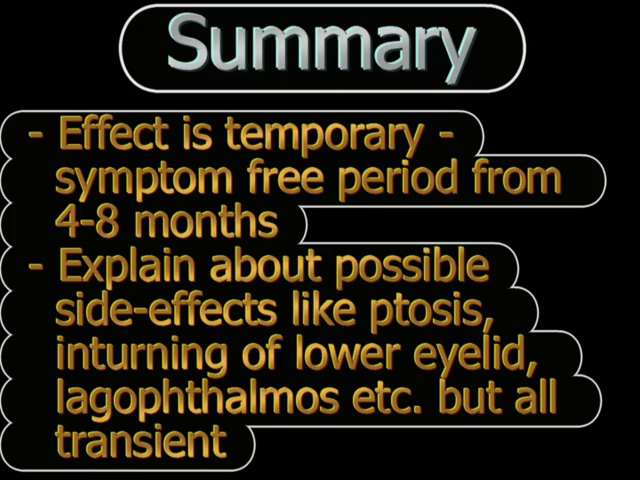 Summary
- Effect is temporary -
symptom free period from
4-8 months
- Explain about possible
side-effects like ptosis,
inturning of lower eyelid,
lagophthalmos etc. but all
transient